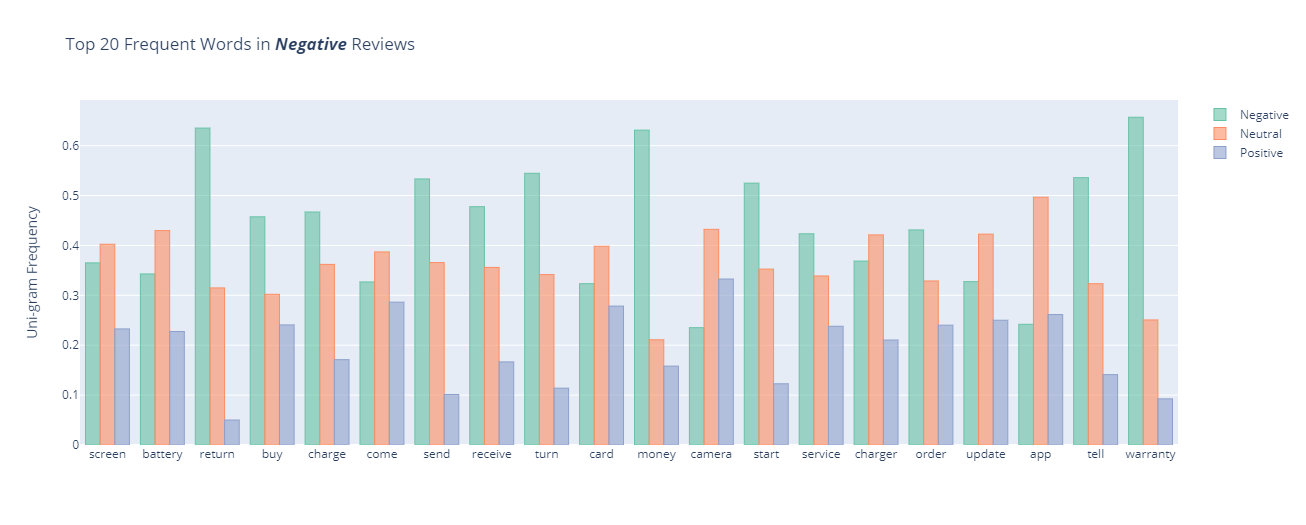 Top 20 Frequent Words in Negative Reviews
Negative
Neutral
Positive
Uni-gram Frequency
0.6
0.5
0.4
0.3
0.2
0.1
0
screen battery return buy charge come send receive turn card money camera start service charger order update app tell warranty